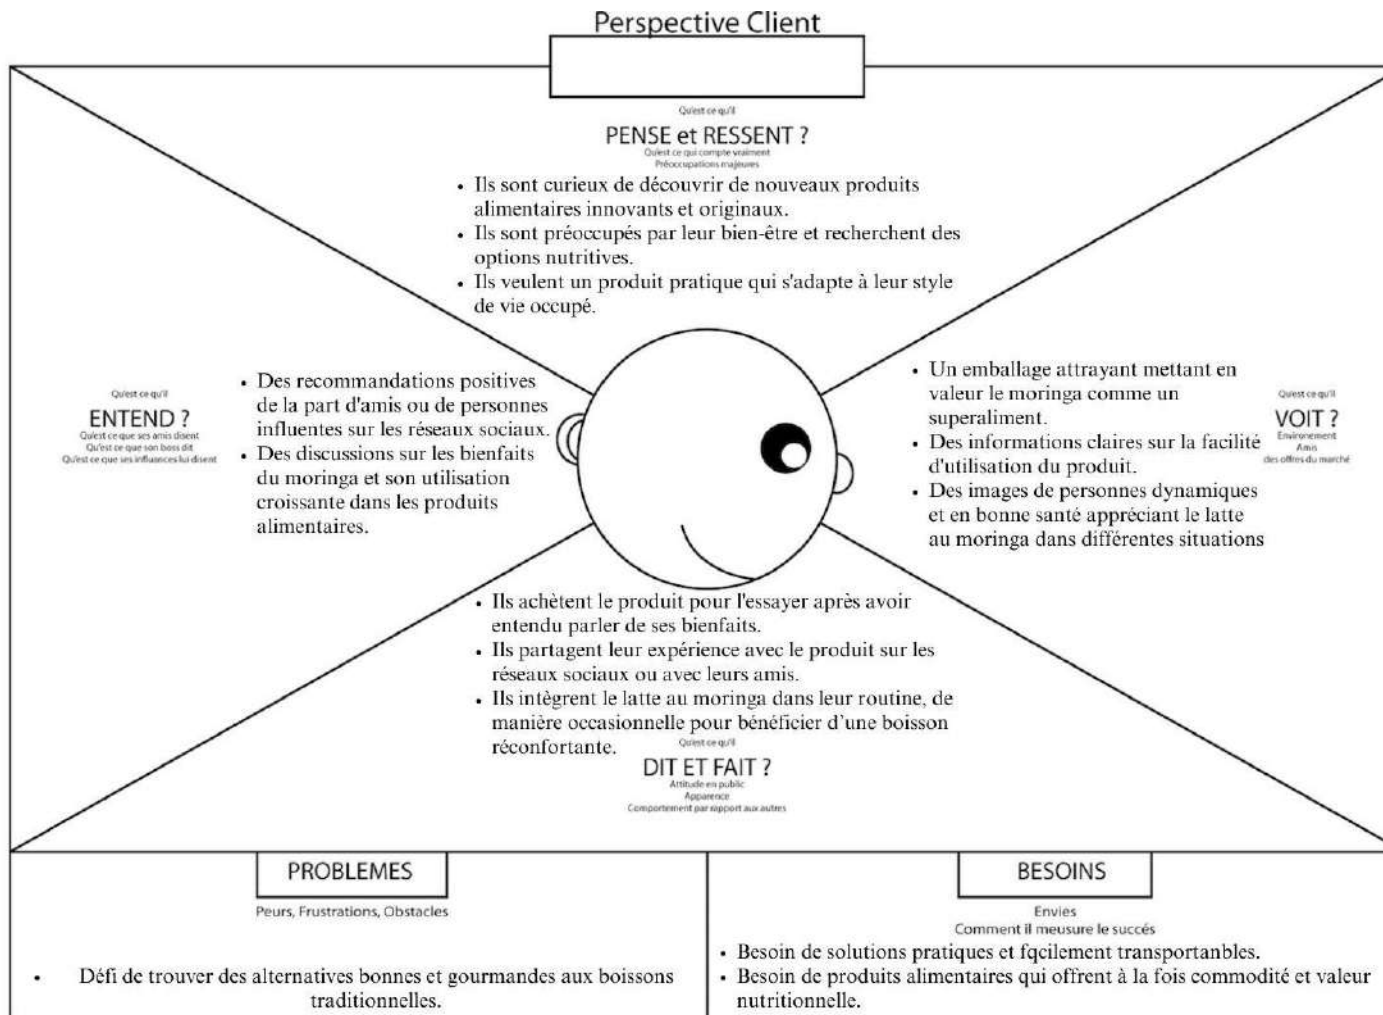 Perspective Client
Qu'est ce qu'il
PENSE et RESSENT ?
Qu'est ce qui compte vraiment
Préoccupations majeures
• Ils sont curieux de découvrir de nouveaux produits
alimentaires innovants et originaux.
• Ils sont préoccupés par leur bien-être et recherchent des
options nutritives.
• Ils veulent un produit pratique qui s'adapte à leur style
de vie occupé.
Qu'est ce qu'il
ENTEND ?
Qu'est ce que ses amis disent
Qu'est ce que son boss dit
Qu'est ce que ses influances lui disent
• Des recommandations positives
de la part d'amis ou de personnes
influentes sur les réseaux sociaux.
• Des discussions sur les bienfaits
du moringa et son utilisation
croissante dans les produits
alimentaires.
• Un emballage attrayant mettant en
valeur le moringa comme un
superaliment.
• Des informations claires sur la facilité
d'utilisation du produit.
• Des images de personnes dynamiques
et en bonne santé appréciant le latte
au moringa dans différentes situations
Qu'est ce qu'il
VOIT ?
Environement
Amis
des offres du marché
• Ils achètent le produit pour l'essayer après avoir
entendu parler de ses bienfaits.
• Ils partagent leur expérience avec le produit sur les
réseaux sociaux ou avec leurs amis.
• Ils intègrent le latte au moringa dans leur routine, de
manière occasionnelle pour bénéficier d'une boisson
réconfortante.
Qu'est ce qu'il
DIT ET FAIT ?
Attitude en public
Apparence
Comportement par rapport aux autres
PROBLEMES
Peurs, Frustrations, Obstacles
• Défi de trouver des alternatives bonnes et gourmandes aux boissons
traditionnelles.
BESOINS
Envies
Comment il meusure le succés
• Besoin de solutions pratiques et fqcilement transportanbles.
• Besoin de produits alimentaires qui offrent à la fois commodité et valeur
nutritionnelle.